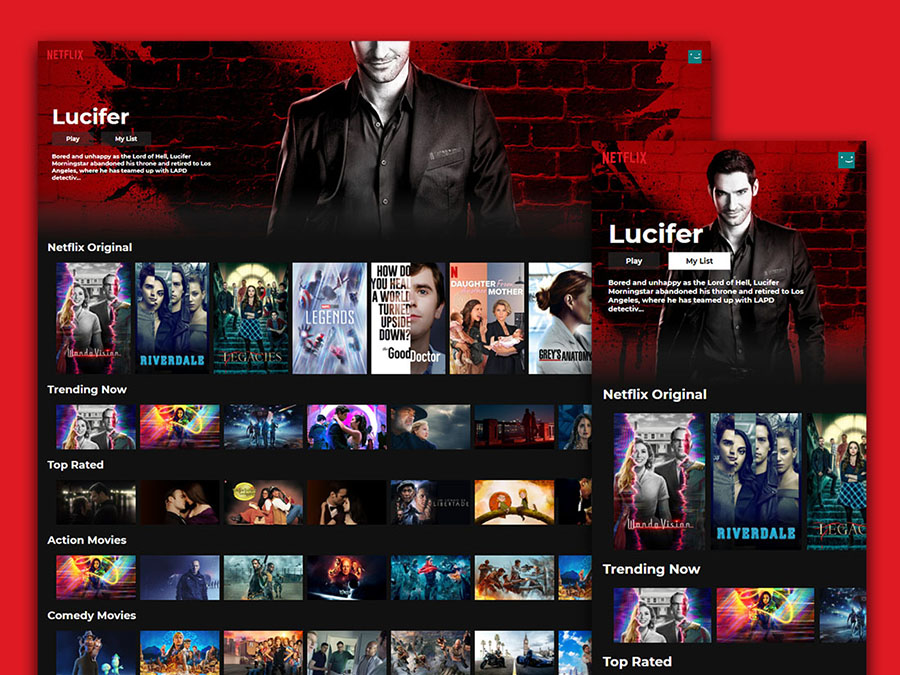 NETFLIX
Lucifer
Play My List
Bored and unhappy as the Lord of Hell, Lucifer
Morningstar abandoned his throne and retired to Los
Angeles, where he has teamed up with LAPD
detectiv...
Netflix Original
WandaVision
RIVERDALE
LEGACIES
MARVEL
LEGENDS
HOW DO
YOU HEAL
A WORLD
TURNED
UPSIDE
DOWN?
the Good Doctor
N
DAUGHTER From
MOTHER
GREY'S ANATOMY
Trending Now
Top Rated
LIBERTADE
Action Movies
Comedy Movies
NETFLIX
Lucifer
Play My List
Bored and unhappy as the Lord of Hell, Lucifer
Morningstar abandoned his throne and retired to Los
Angeles, where he has teamed up with LAPD
detectiv...
Netflix Original
WandaVision
RIVERDALE
LEGAC
Trending Now
Top Rated